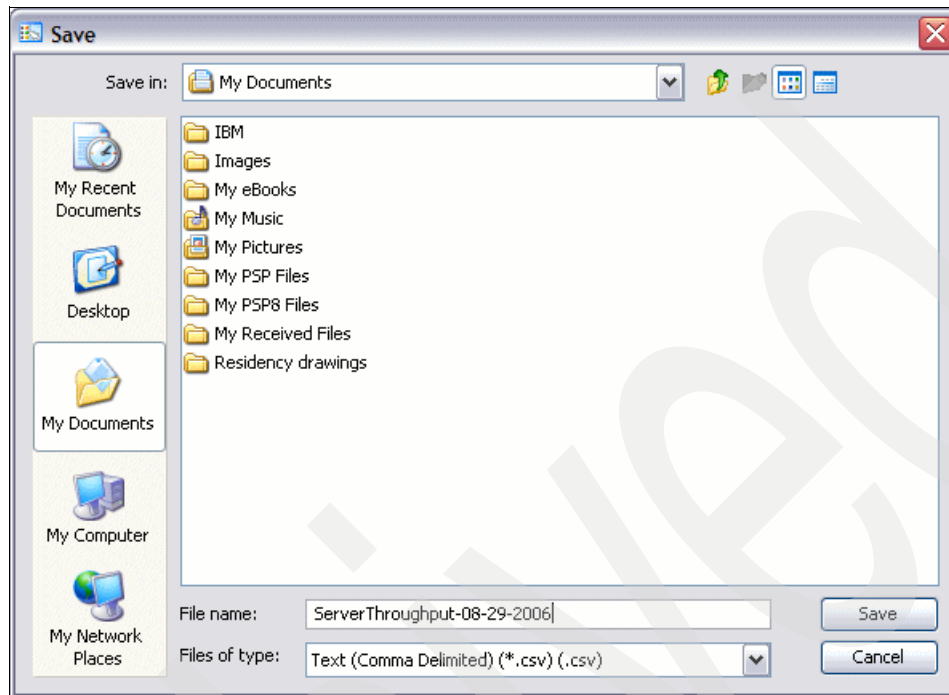 Save
Save in: My Documents
My Recent
Documents
Desktop
My Documents
My Computer
My Network
Places
IBM
Images
My eBooks
My Music
My Pictures
My PSP Files
My PSP8 Files
My Received Files
Residency drawings
File name: ServerThroughput-08-29-2006 Save
Files of type: Text (Comma Delimited) (*.csv) (.csv) Cancel